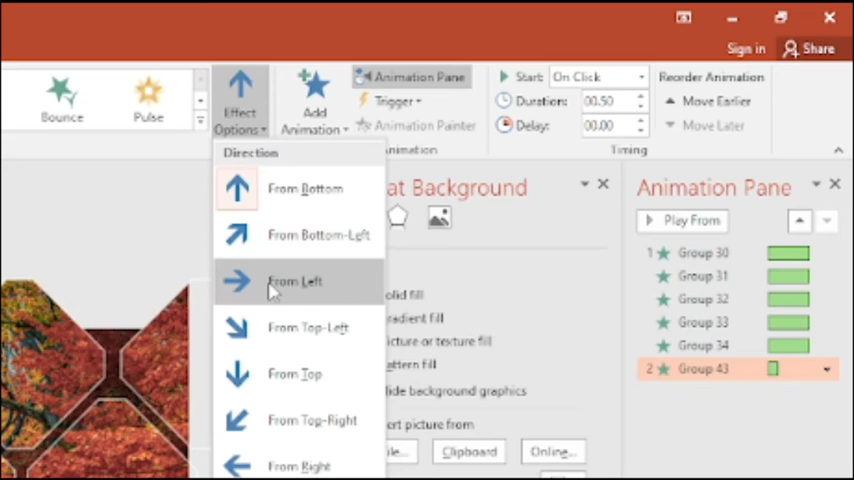 Sign in Share
Bounce
Pulse
Effect
Options
Add
Animation
Animation Pane
Trigger
Animation Painter
Animation
Start: On Click
Duration: 00.50
Delay: 00.00
Timing
Reorder Animation
Move Earlier
Move Later
Direction
From Bottom
From Bottom-Left
From Left
From Top-Left
From Top
From Top-Right
From Right
at Background
olid fill
radient fill
icture or texture fill
attern fill
ide background graphics
ert picture from
ile...
Clipboard
Online...
Animation Pane
Play From
1 Group 30
Group 31
Group 32
Group 33
Group 34
2 Group 43